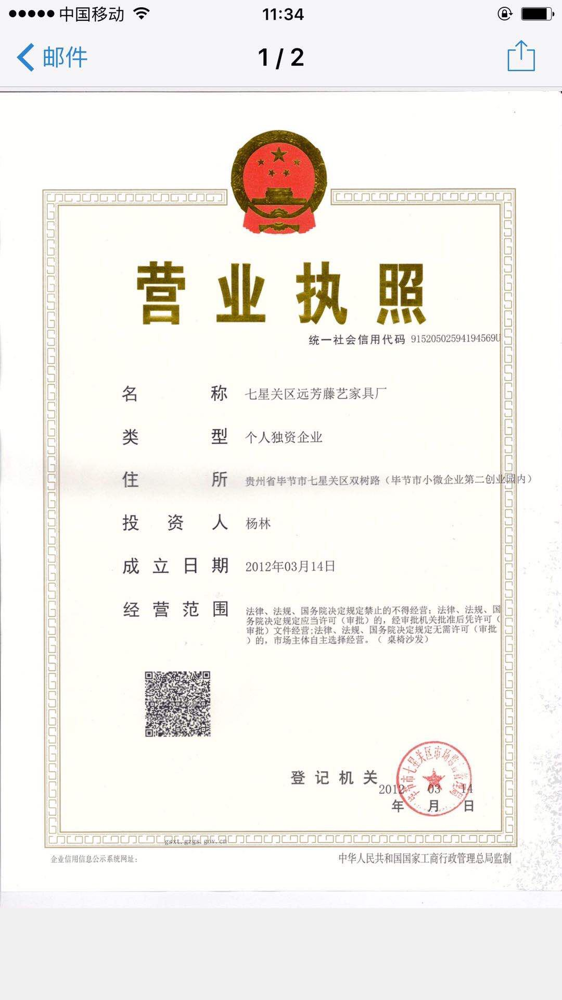 中国移动
11:34
邮件
1 / 2
营业执照
统一社会信用代码 91520502594194569U
名称 七星关区远芳藤艺家具厂
类型 个人独资企业
住所 贵州省毕节市七星关区双树路（毕节市小微企业第二创业园内）
投资人 杨林
成立日期 2012年03月14日
经营范围 法律、法规、国务院决定规定禁止的不得经营；法律、法规、国
务院决定规定应当许可（审批）的，经审批机关批准后凭许可（
审批）文件经营;法律、法规、国务院决定规定无需许可（审批
）的，市场主体自主选择经营。（ 桌椅沙发）
毕节市七星关区市场监督管理局
登记机关
2012 03 14
年 月 日
gsxt.gzgs.gov.cn
企业信用信息公示系统网址：
中华人民共和国国家工商行政管理总局监制